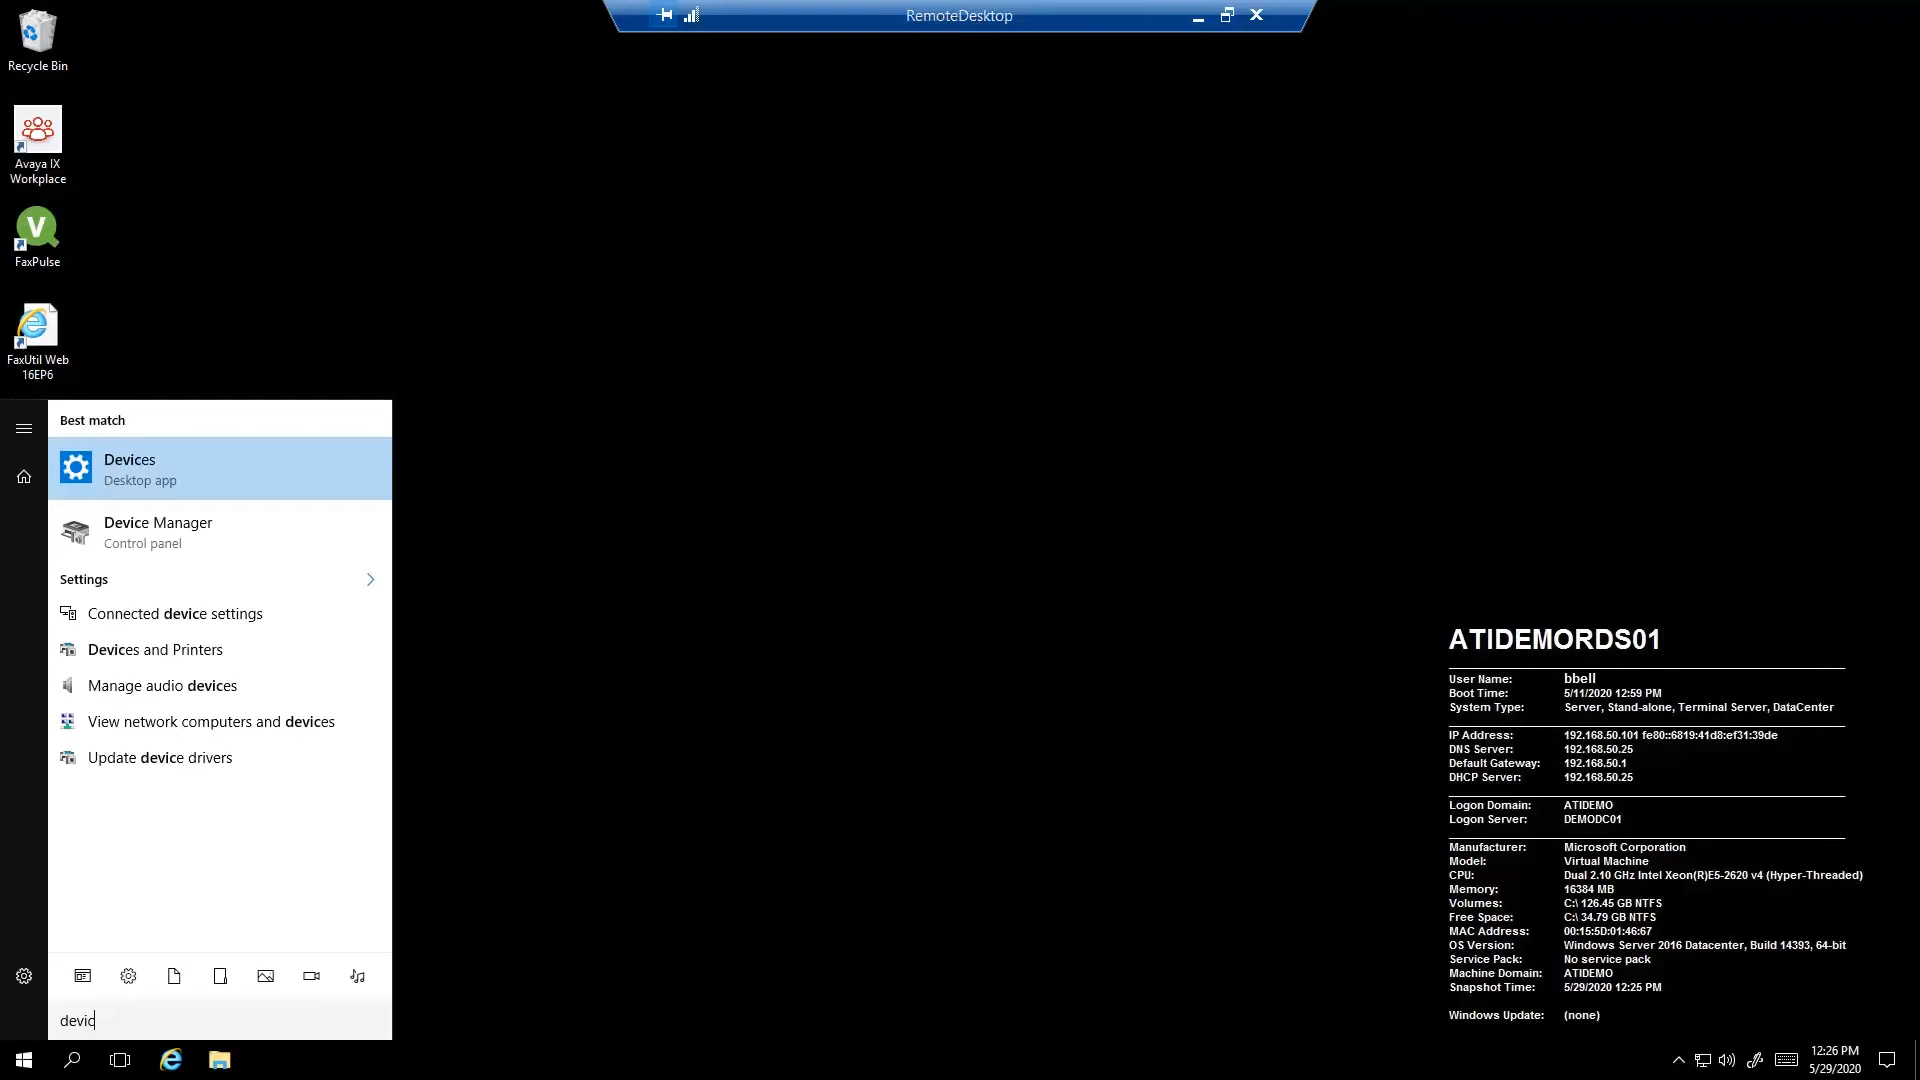 RemoteDesktop
Recycle Bin
Avaya IX
Workplace
FaxPulse
FaxUtil Web
16EP6
Best match
Devices
Desktop app
Device Manager
Control panel
Settings
Connected device settings
Devices and Printers
Manage audio devices
View network computers and devices
Update device drivers
devic
ATIDEMORDS01
User Name: bbell
Boot Time: 5/11/2020 12:59 PM
System Type: Server, Stand-alone, Terminal Server, DataCenter
IP Address: 192.168.50.101 fe80::6819:41d8:ef31:39de
DNS Server: 192.168.50.25
Default Gateway: 192.168.50.1
DHCP Server: 192.168.50.25
Logon Domain: ATIDEMO
Logon Server: DEMODC01
Manufacturer: Microsoft Corporation
Model: Virtual Machine
CPU: Dual 2.10 GHz Intel Xeon(R)E5-2620 v4 (Hyper-Threaded)
Memory: 16384 MB
Volumes: C:\ 126.45 GB NTFS
Free Space: C:\ 34.79 GB NTFS
MAC Address: 00:15:5D:01:46:67
OS Version: Windows Server 2016 Datacenter, Build 14393, 64-bit
Service Pack: No service pack
Machine Domain: ATIDEMO
Snapshot Time: 5/29/2020 12:25 PM
Windows Update: (none)
12:26 PM
5/29/2020